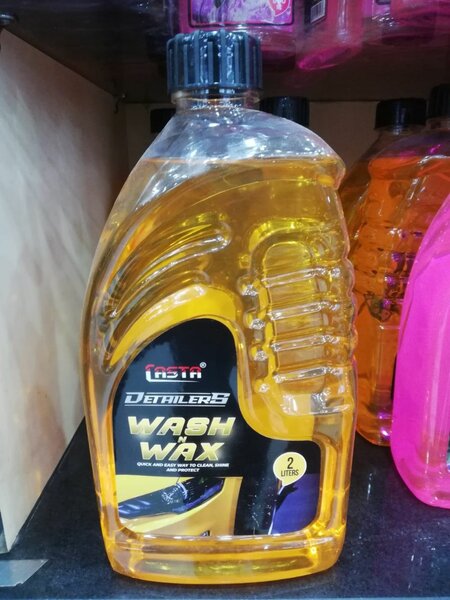 CASTA®
DETAILERS
WASH
N
WAX
QUICK AND EASY WAY TO CLEAN, SHINE
AND PROTECT
2
LITERS